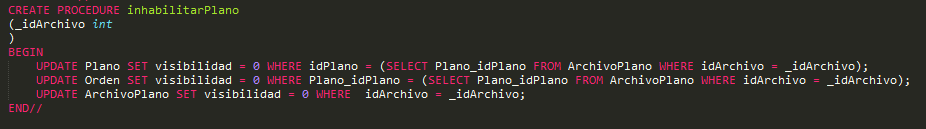 CREATE PROCEDURE inhabilitarPlano
(_idArchivo int
)
BEGIN
UPDATE Plano SET visibilidad = 0 WHERE idPlano = (SELECT Plano_idPlano FROM ArchivoPlano WHERE idArchivo = _idArchivo);
UPDATE Orden SET visibilidad = 0 WHERE Plano_idPlano = (SELECT Plano_idPlano FROM ArchivoPlano WHERE idArchivo = _idArchivo);
UPDATE ArchivoPlano SET visibilidad = 0 WHERE  idArchivo = _idArchivo;
END//